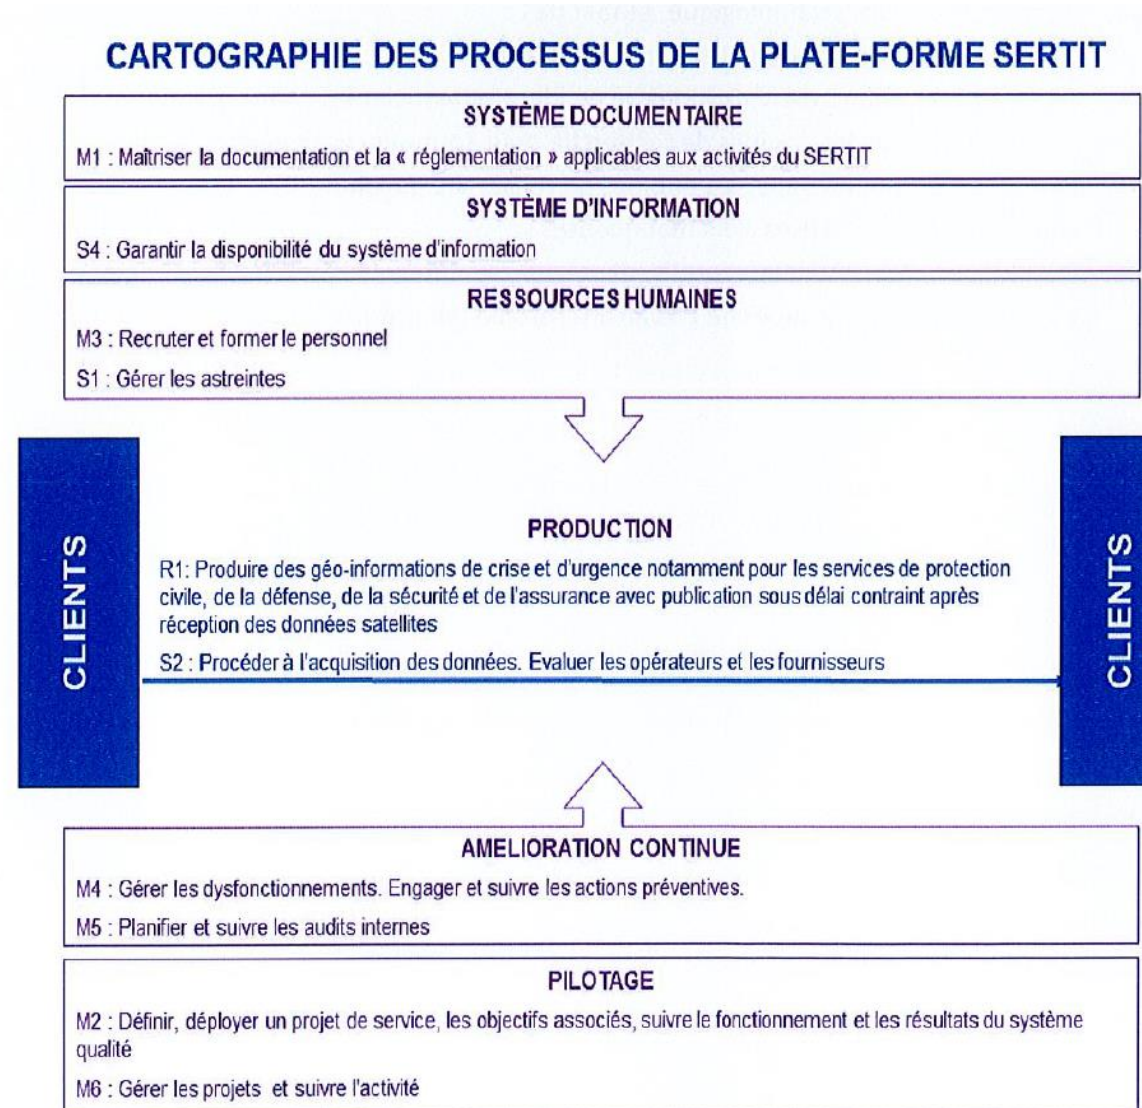 CARTOGRAPHIE DES PROCESSUS DE LA PLATE-FORME SERTIT
SYSTÈME DOCUMENTAIRE
M1 : Maîtriser la documentation et la « réglementation » applicables aux activités du SERTIT
SYSTÈME D'INFORMATION
S4 : Garantir la disponibilité du système d'information
RESSOURCES HUMAINES
M3 : Recruter et former le personnel
S1 : Gérer les astreintes
CLIENTS
PRODUCTION
R1: Produire des géo-informations de crise et d'urgence notamment pour les services de protection
civile, de la défense, de la sécurité et de l'assurance avec publication sous délai contraint après
réception des données satellites
S2 : Procéder à l'acquisition des données. Evaluer les opérateurs et les fournisseurs
CLIENTS
AMELIORATION CONTINUE
M4 : Gérer les dysfonctionnements. Engager et suivre les actions préventives.
M5 : Planifier et suivre les audits internes
PILOTAGE
M2 : Définir, déployer un projet de service, les objectifs associés, suivre le fonctionnement et les résultats du système
qualité
M6 : Gérer les projets et suivre l'activité